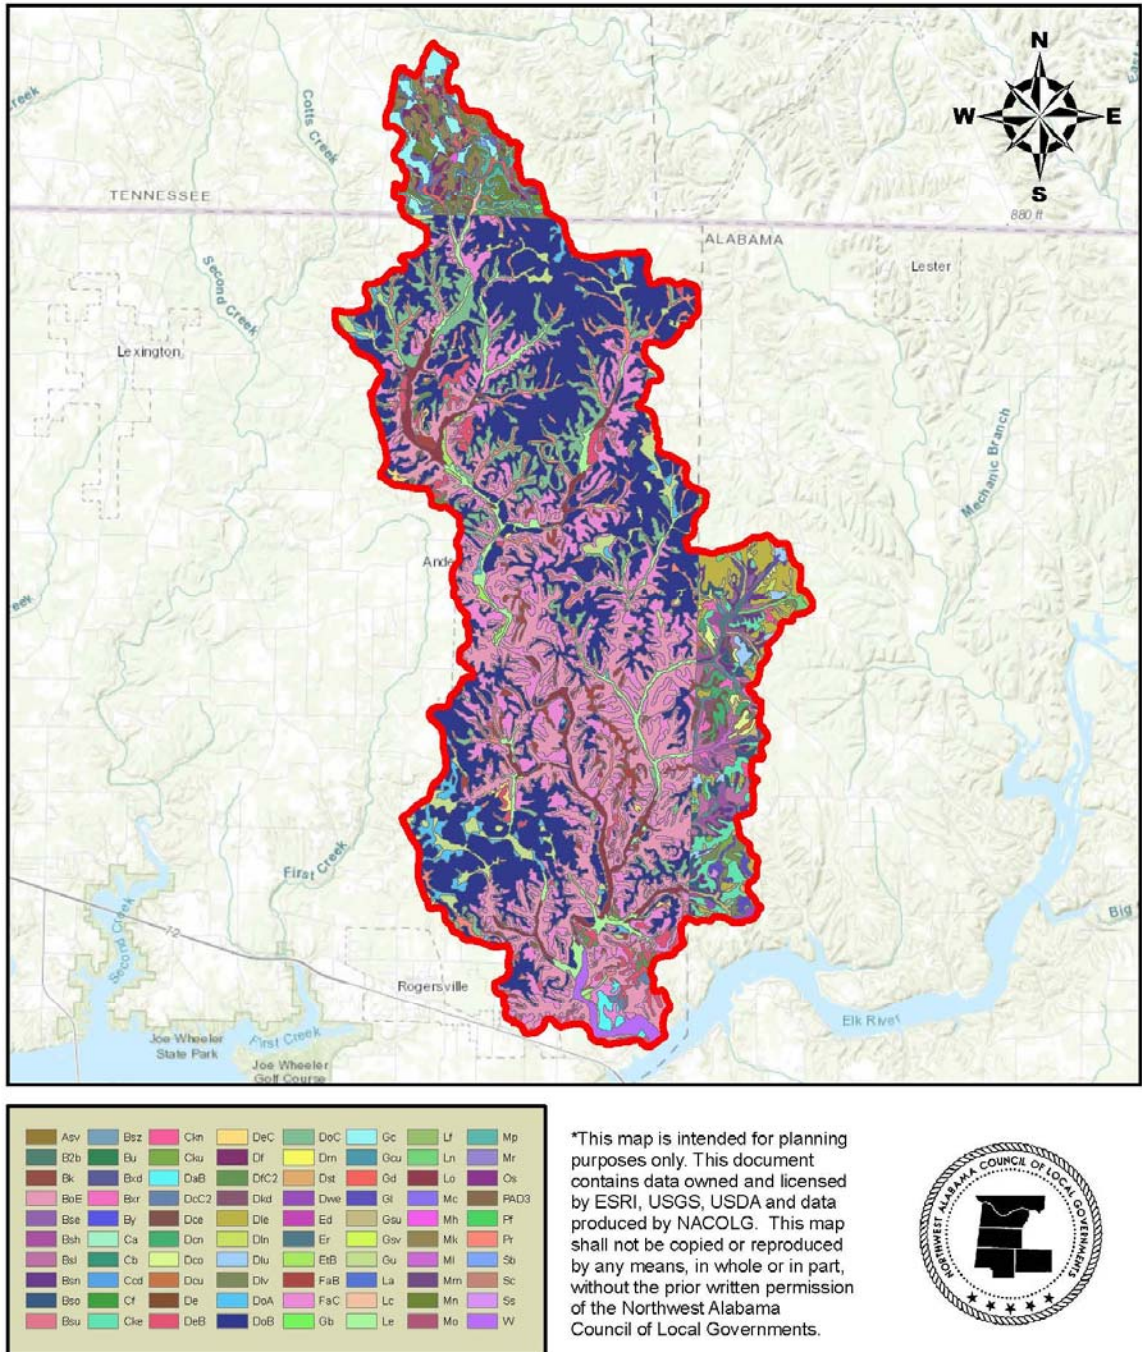 N
W
E
S
Creek
Cotts Creek
TENNESSEE
880 ft
ALABAMA
Lester
Second Creek
Lexington
Mechanic Branch
Ande
First Creek
Big
72
Second Creek
Rogersville
Elk River
Joe Wheeler
State Park
First Creek
Joe Wheeler
Golf Course
Asv Bsz Ckn DeC DoC Gc Lf Mp
B2b Bu Cku Df Drn Gcu Ln Mr
Bk Bxd DaB DfC2 Dst Gd Lo Os
BoE Bxr DcC2 Dkd Dwe Gl Mc PAD3
Bse By Dce Dle Ed Gsu Mh Pf
Bsh Ca Dcn Dln Er Gsv Mk Pr
Bsl Cb Dco Dlu EtB Gu Ml Sb
Bsn Ccd Dcu Dlv FaB La Mm Sc
Bso Cf De DoA FaC Lc Mn Ss
Bsu Cke DeB DoB Gb Le Mo W
*This map is intended for planning
purposes only. This document
contains data owned and licensed
by ESRI, USGS, USDA and data
produced by NACOLG. This map
shall not be copied or reproduced
by any means, in whole or in part,
without the prior written permission
of the Northwest Alabama
Council of Local Governments.
NORTHWEST ALABAMA COUNCIL OF LOCAL GOVERNMENTS